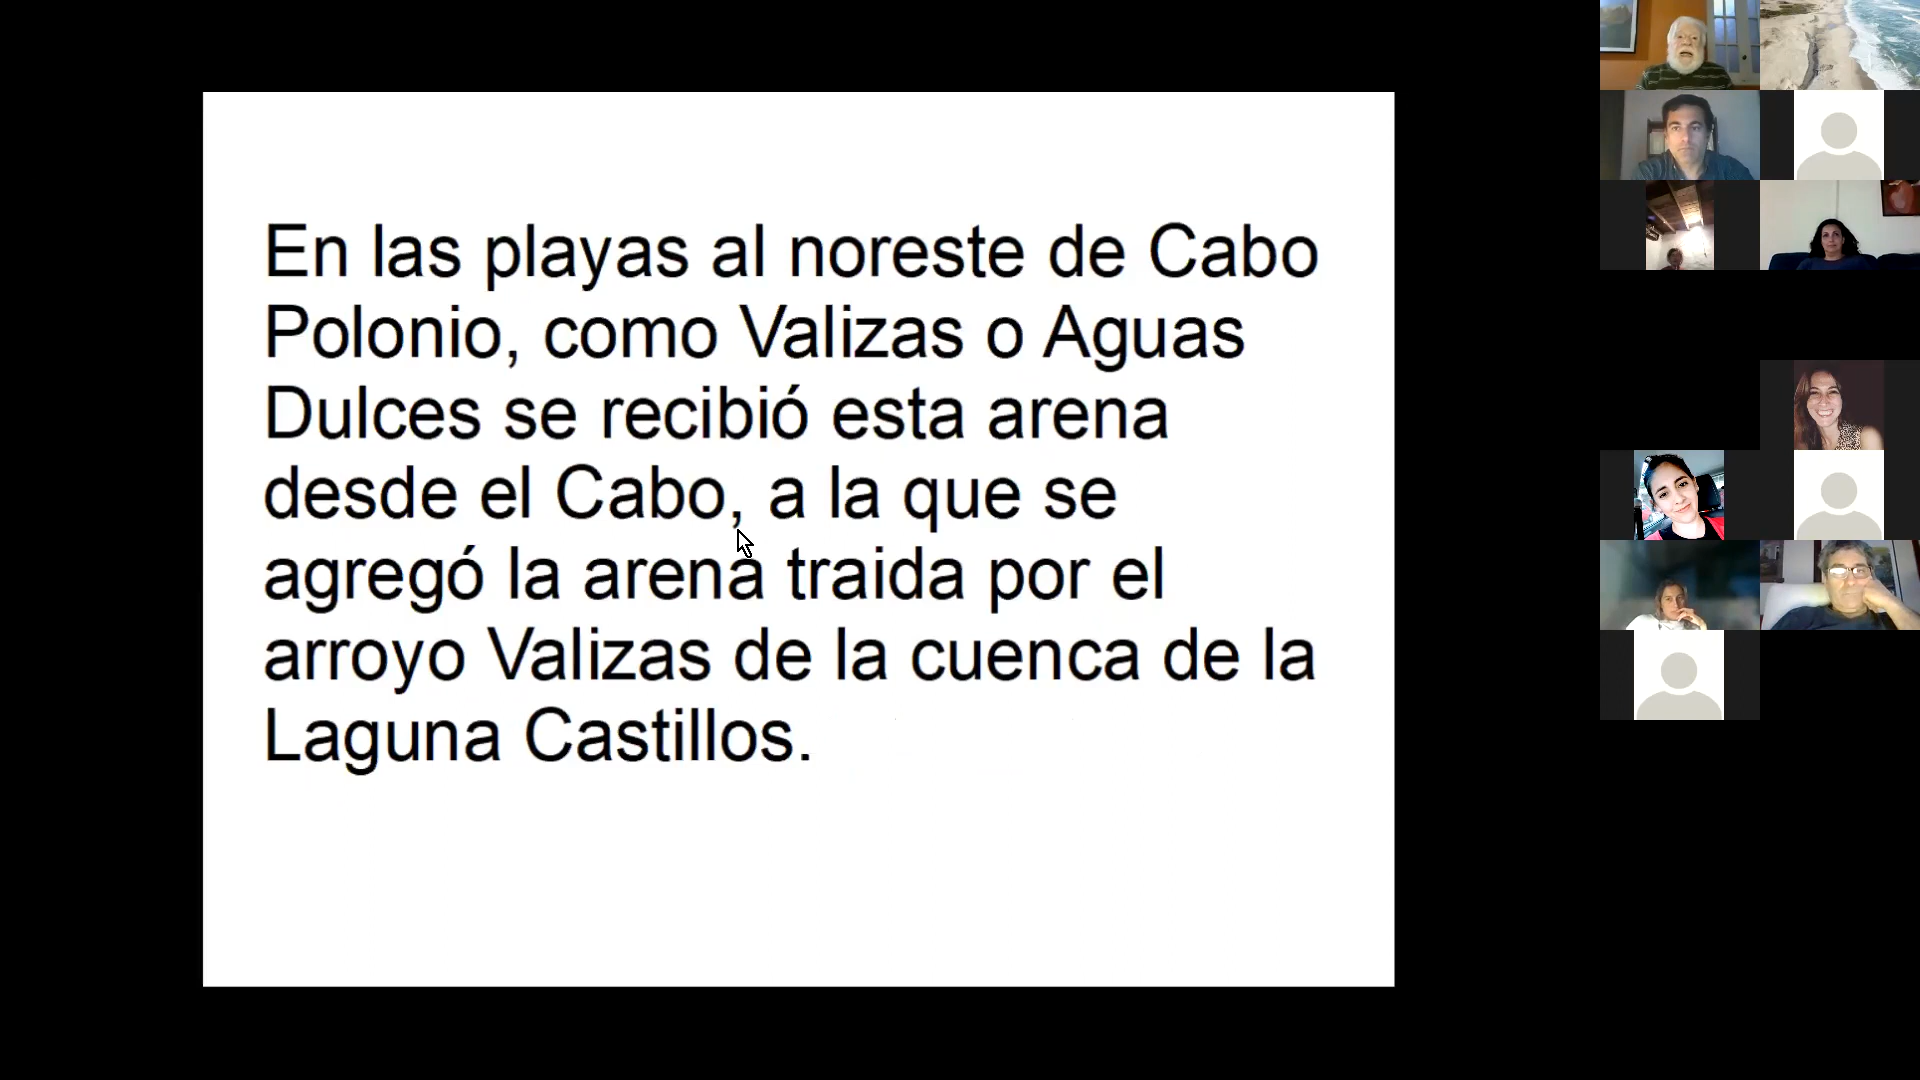 En las playas al noreste de Cabo
Polonio, como Valizas o Aguas
Dulces se recibió esta arena
desde el Cabo, a la que se
agregó la arena traida por el
arroyo Valizas de la cuenca de la
Laguna Castillos.